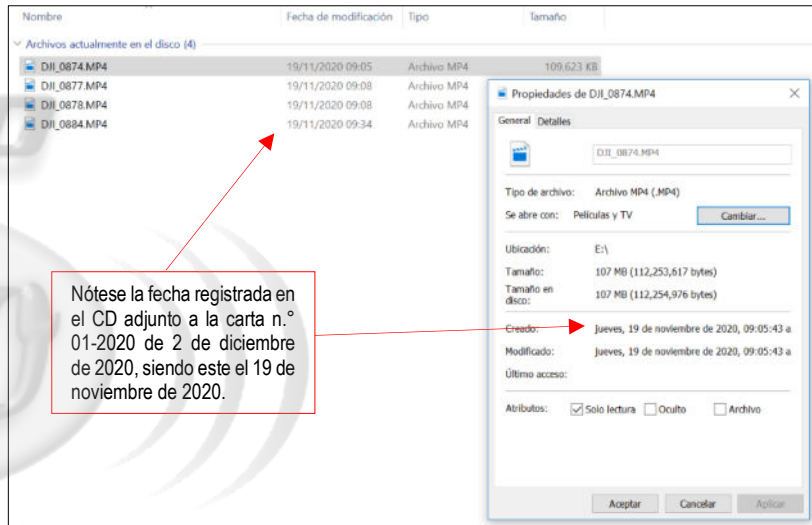 Nombre Fecha de modificación Tipo Tamaño
Archivos actualmente en el disco (4)
DJI_0874.MP4 19/11/2020 09:05 Archivo MP4 109.623 KB
DJI_0877.MP4 19/11/2020 09:08 Archivo MP4
DJI_0878.MP4 19/11/2020 09:08 Archivo MP4
DJI_0884.MP4 19/11/2020 09:34 Archivo MP4
Propiedades de DJI_0874.MP4
General Detalles
DJI_0874.MP4
Tipo de archivo: Archivo MP4 (.MP4)
Se abre con: Películas y TV Cambiar...
Ubicación: E:\
Tamaño: 107 MB (112,253,617 bytes)
Tamaño en
disco: 107 MB (112,254,976 bytes)
Creado: jueves, 19 de noviembre de 2020, 09:05:43 a
Modificado: jueves, 19 de noviembre de 2020, 09:05:43 a
Último acceso:
Atributos: Solo lectura Oculto Archivo
Aceptar Cancelar Aplicar
Nótese la fecha registrada en
el CD adjunto a la carta n.°
01-2020 de 2 de diciembre
de 2020, siendo este el 19 de
noviembre de 2020.